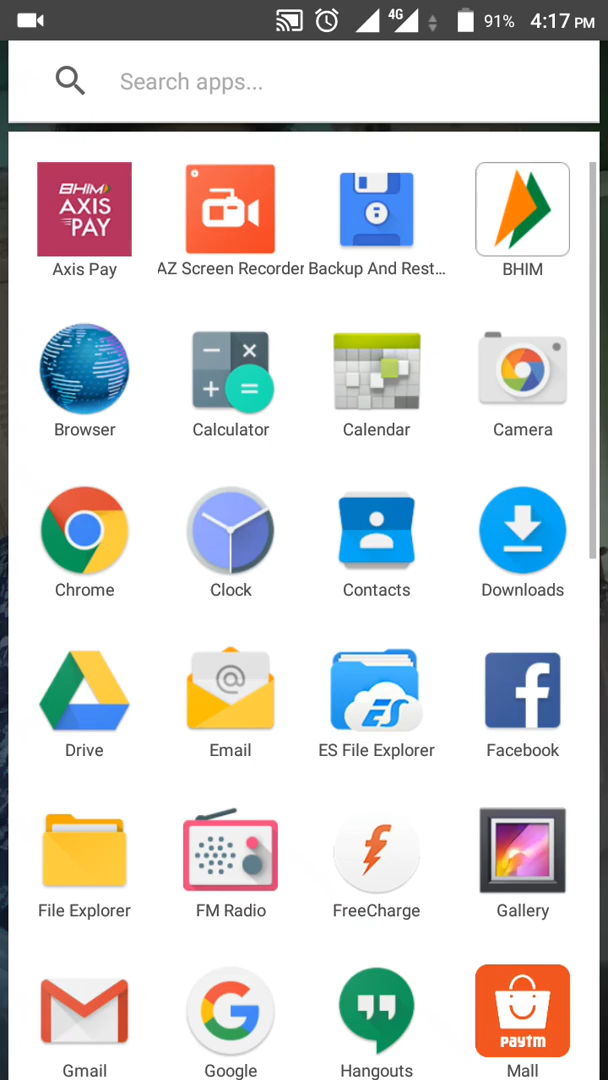 4G 91% 4:17 PM
Search apps...
BHIM
AXIS
PAY
Axis Pay
AZ Screen Recorder
Backup And Rest...
BHIM
Browser
Calculator
Calendar
Camera
Chrome
Clock
Contacts
Downloads
@
ES
f
Drive
Email
ES File Explorer
Facebook
f
File Explorer
FM Radio
FreeCharge
Gallery
G
paytm
Gmail
Google
Hangouts
Mall